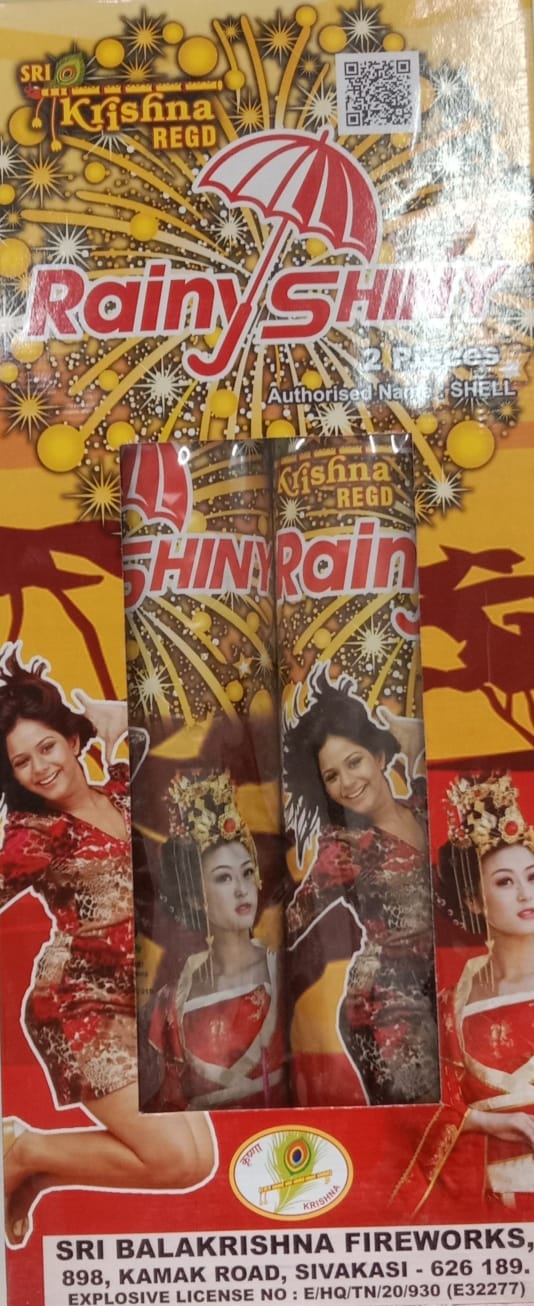 SRI
Krishna
REGD
Rainy SHINY
2 Pieces
Authorised Name : SHELL
Krishna
REGD
SHINY
Rainy
कृष्णा
KRISHNA
SRI BALAKRISHNA FIREWORKS,
898, KAMAK ROAD, SIVAKASI - 626 189.
EXPLOSIVE LICENSE NO : E/HQ/TN/20/930 (E32277)